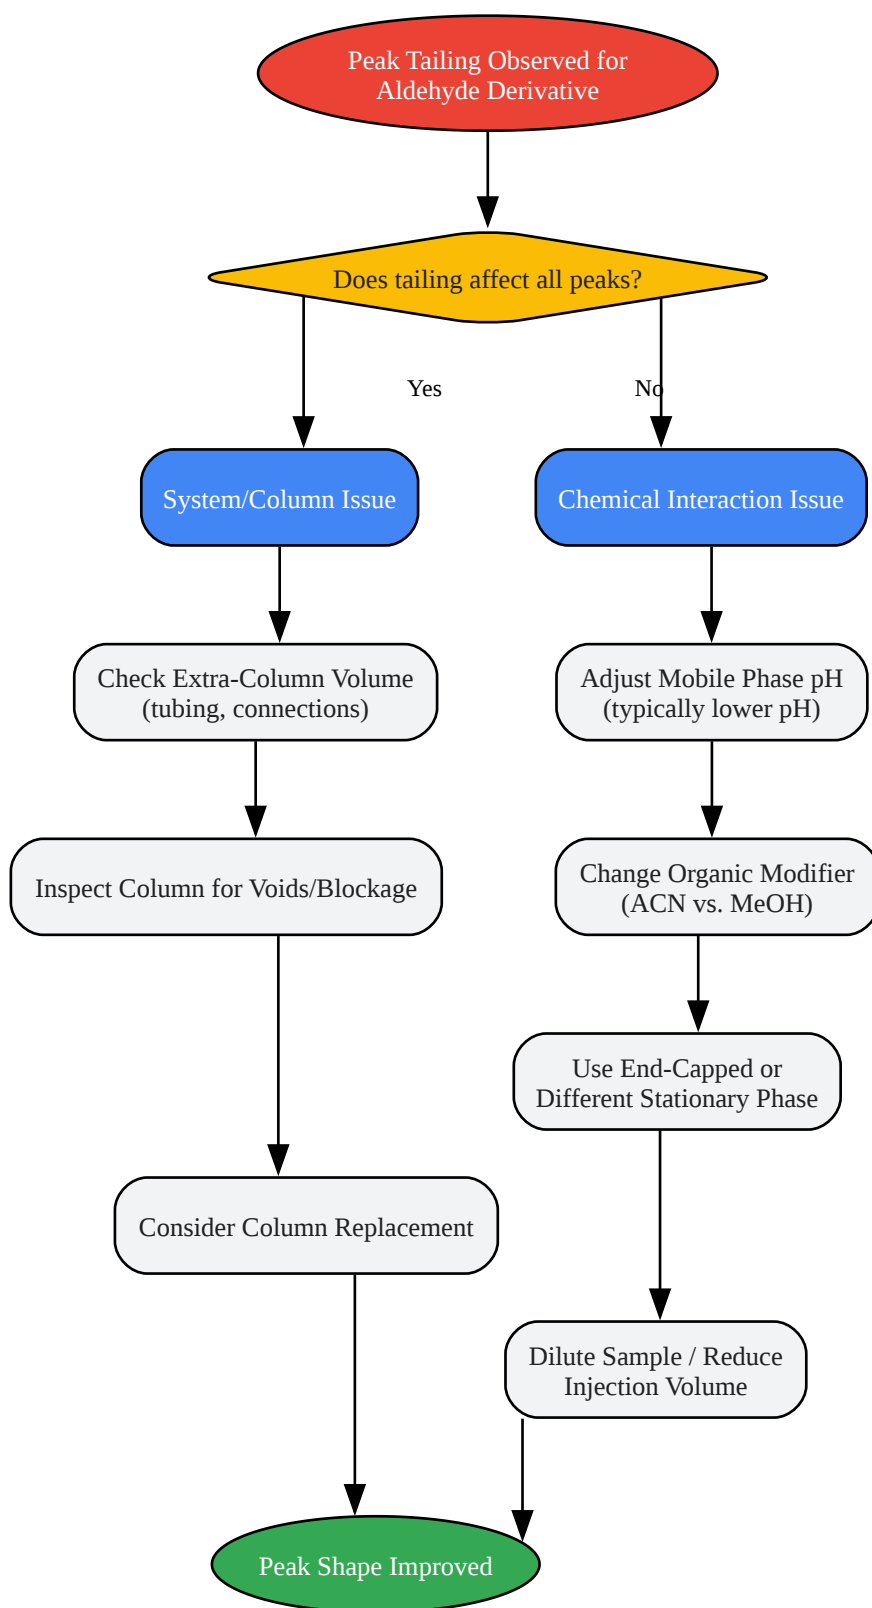 Peak Tailing Observed for
Aldehyde Derivative
Does tailing affect all peaks?
Yes
No
System/Column Issue
Chemical Interaction Issue
Check Extra-Column Volume
(tubing, connections)
Adjust Mobile Phase pH
(typically lower pH)
Inspect Column for Voids/Blockage
Change Organic Modifier
(ACN vs. MeOH)
Use End-Capped or
Different Stationary Phase
Consider Column Replacement
Dilute Sample / Reduce
Injection Volume
Peak Shape Improved